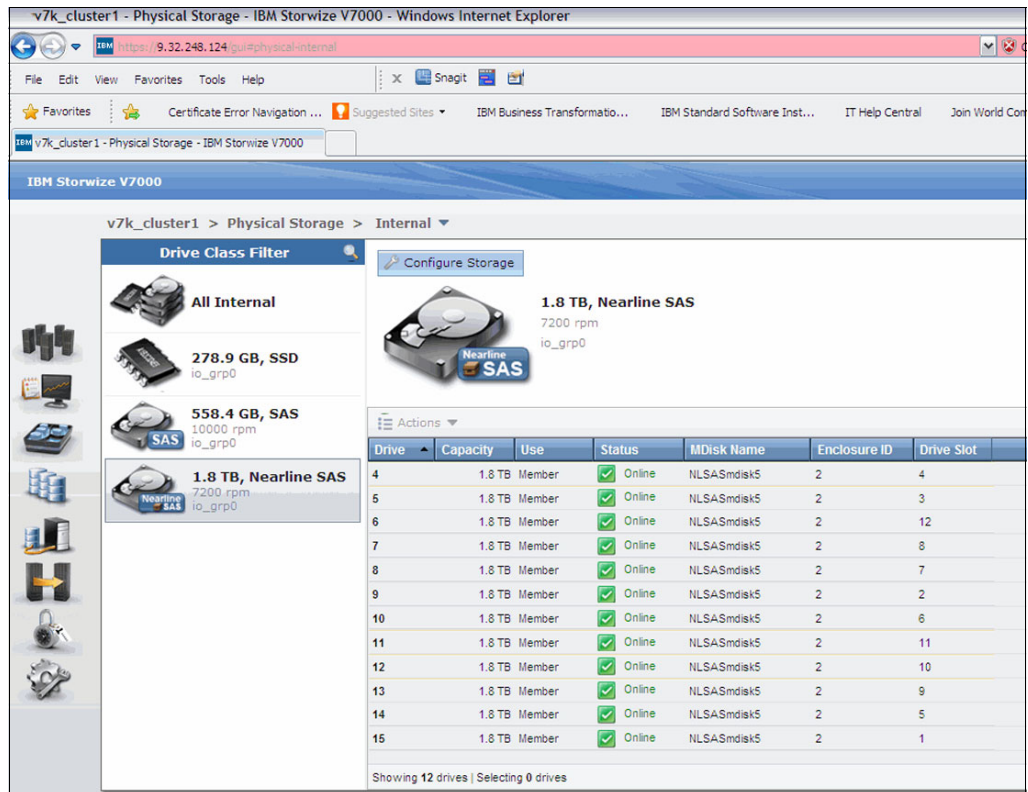 v7k_cluster1 - Physical Storage - IBM Storwize V7000 - Windows Internet Explorer
IBM https://9.32.248.124/gui#physical-internal
File Edit View Favorites Tools Help x Snagit
Favorites Certificate Error Navigation ... Suggested Sites IBM Business Transformatio... IBM Standard Software Inst... IT Help Central Join World Com
IBM v7k_cluster1 - Physical Storage - IBM Storwize V7000
IBM Storwize V7000
v7k_cluster1 > Physical Storage > Internal
Drive Class Filter
All Internal
278.9 GB, SSD
io_grp0
SAS
558.4 GB, SAS
10000 rpm
io_grp0
Nearline SAS
1.8 TB, Nearline SAS
7200 rpm
io_grp0
Configure Storage
Nearline
SAS
1.8 TB, Nearline SAS
7200 rpm
io_grp0
Actions
Drive Capacity Use Status MDisk Name Enclosure ID Drive Slot
4 1.8 TB Member Online NLSASmdisk5 2 4
5 1.8 TB Member Online NLSASmdisk5 2 3
6 1.8 TB Member Online NLSASmdisk5 2 12
7 1.8 TB Member Online NLSASmdisk5 2 8
8 1.8 TB Member Online NLSASmdisk5 2 7
9 1.8 TB Member Online NLSASmdisk5 2 2
10 1.8 TB Member Online NLSASmdisk5 2 6
11 1.8 TB Member Online NLSASmdisk5 2 11
12 1.8 TB Member Online NLSASmdisk5 2 10
13 1.8 TB Member Online NLSASmdisk5 2 9
14 1.8 TB Member Online NLSASmdisk5 2 5
15 1.8 TB Member Online NLSASmdisk5 2 1
Showing 12 drives | Selecting 0 drives